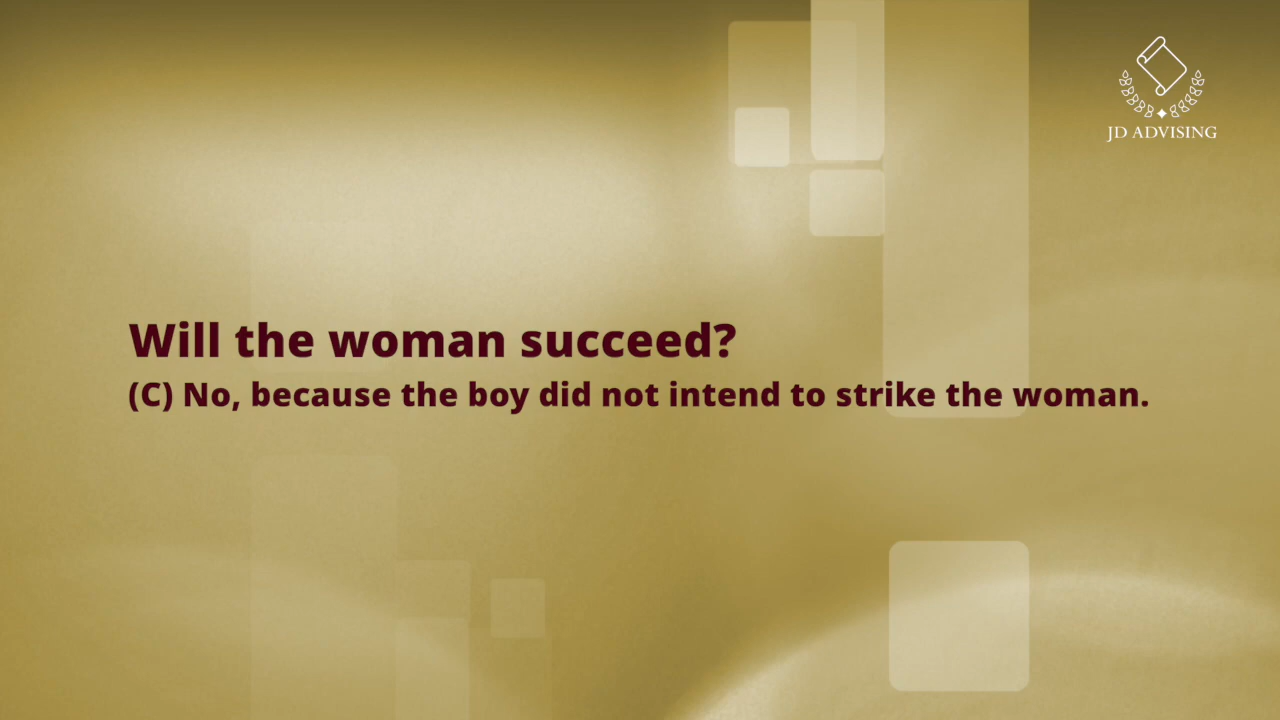 JD ADVISING
Will the woman succeed?
(C) No, because the boy did not intend to strike the woman.